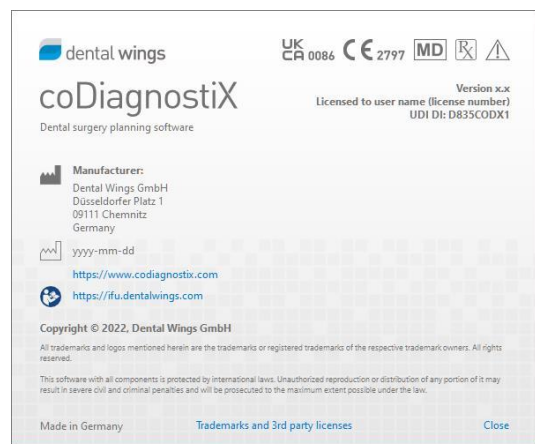 dental wings
UK CA 0086 CE 2797 MD Rx
coDiagnostiX
Version x.x
Licensed to user name (license number)
UDI DI: D835CODX1
Dental surgery planning software
Manufacturer:
Dental Wings GmbH
Düsseldorfer Platz 1
09111 Chemnitz
Germany
yyyy-mm-dd
https://www.codiagnostix.com
https://ifu.dentalwings.com
Copyright © 2022, Dental Wings GmbH
All trademarks and logos mentioned herein are the trademarks or registered trademarks of the respective trademark owners. All rights
reserved.
This software with all components is protected by international laws. Unauthorized reproduction or distribution of any portion of it may
result in severe civil and criminal penalties and will be prosecuted to the maximum extent possible under the law.
Made in Germany
Trademarks and 3rd party licenses
Close